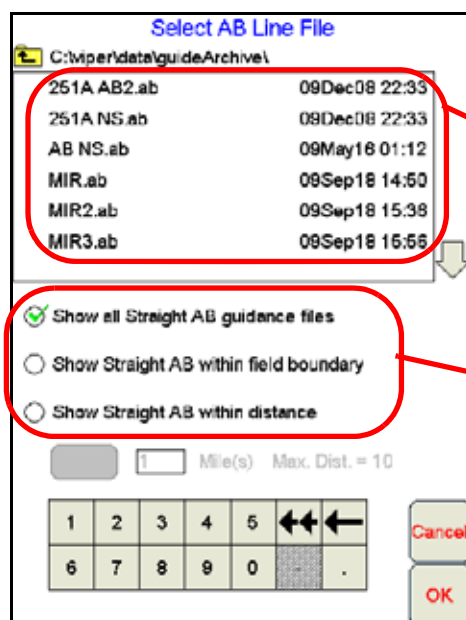 Select AB Line File
C:\viper\data\guideArchive\
251A AB2.ab 09Dec08 22:33
251A NS.ab 09Dec08 22:33
AB NS.ab 09May16 01:12
MIR.ab 09Sep18 14:50
MIR2.ab 09Sep18 15:36
MIR3.ab 09Sep18 16:56
Show all Straight AB guidance files
Show Straight AB within field boundary
Show Straight AB within distance
1 Mile(s) Max. Dist. = 10
1 2 3 4 5
Cancel
6 7 8 9 0 - .
OK